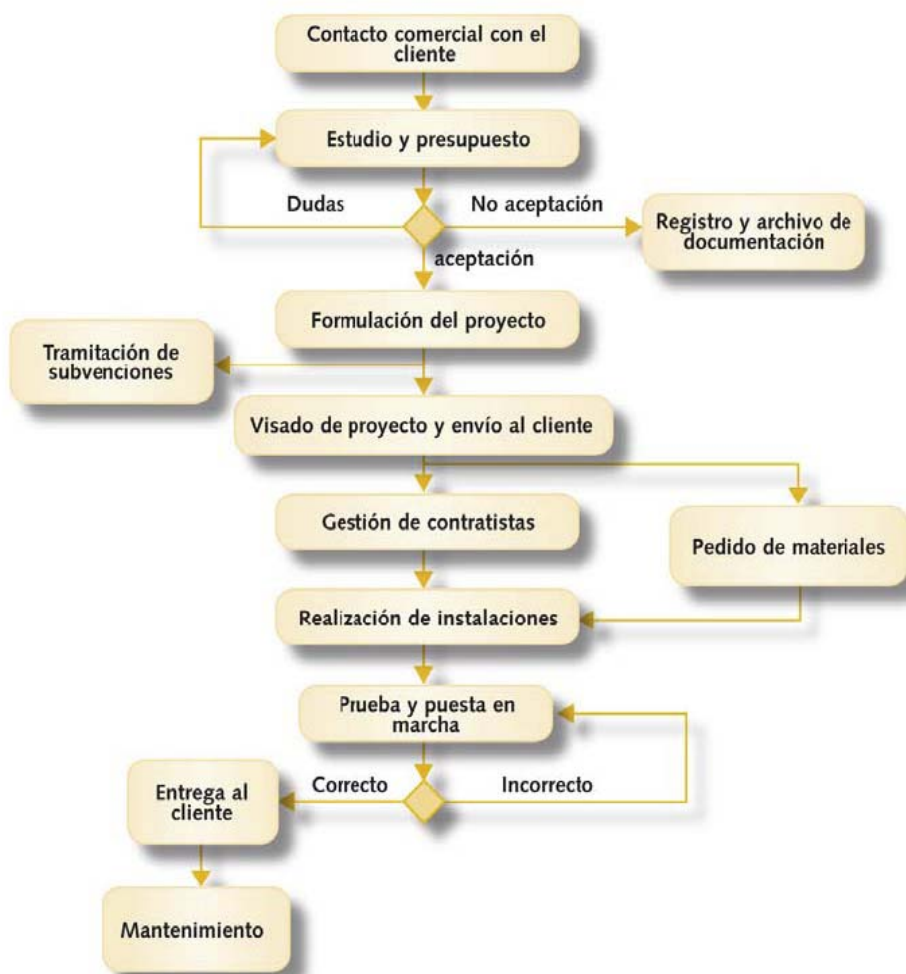 Contacto comercial con el
cliente
Estudio y presupuesto
Dudas
No aceptación
Registro y archivo de
documentación
aceptación
Formulación del proyecto
Tramitación de
subvenciones
Visado de proyecto y envío al cliente
Gestión de contratistas
Pedido de materiales
Realización de instalaciones
Prueba y puesta en
marcha
Correcto
Incorrecto
Entrega al
cliente
Mantenimiento